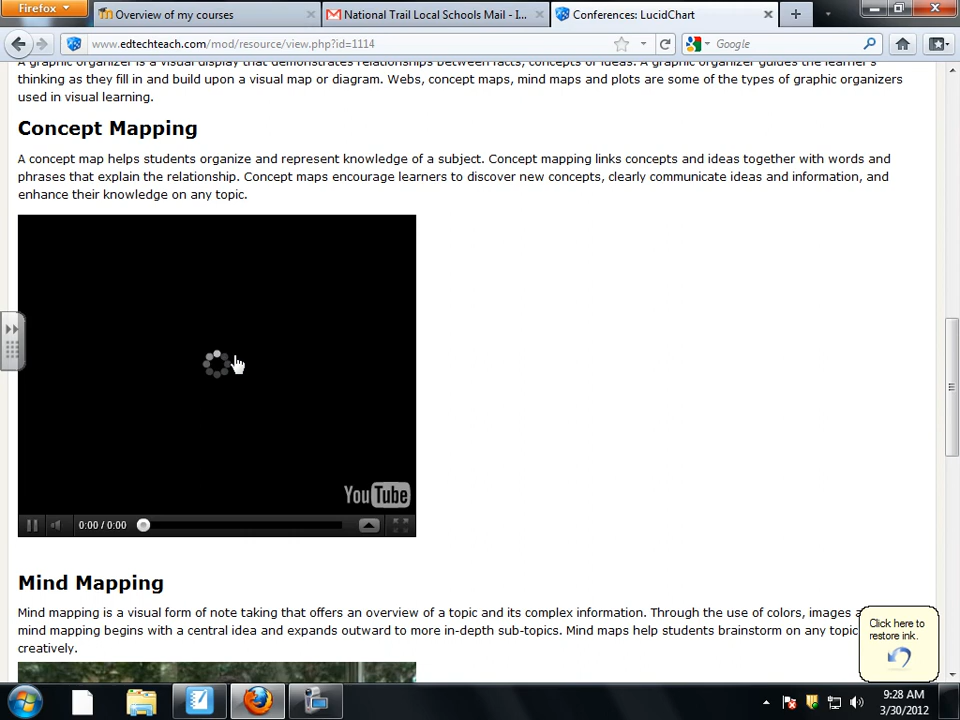 Firefox
Overview of my courses
National Trail Local Schools Mail - I...
Conferences: LucidChart
www.edtechteach.com/mod/resource/view.php?id=1114
Google
A graphic organizer is a visual display that demonstrates relationships between facts, concepts or ideas. A graphic organizer guides the learner's
thinking as they fill in and build upon a visual map or diagram. Webs, concept maps, mind maps and plots are some of the types of graphic organizers
used in visual learning.
Concept Mapping
A concept map helps students organize and represent knowledge of a subject. Concept mapping links concepts and ideas together with words and
phrases that explain the relationship. Concept maps encourage learners to discover new concepts, clearly communicate ideas and information, and
enhance their knowledge on any topic.
YouTube
0:00 / 0:00
Mind Mapping
Mind mapping is a visual form of note taking that offers an overview of a topic and its complex information. Through the use of colors, images
mind mapping begins with a central idea and expands outward to more in-depth sub-topics. Mind maps help students brainstorm on any topic
creatively.
Click here to
restore ink.
9:28 AM
3/30/2012